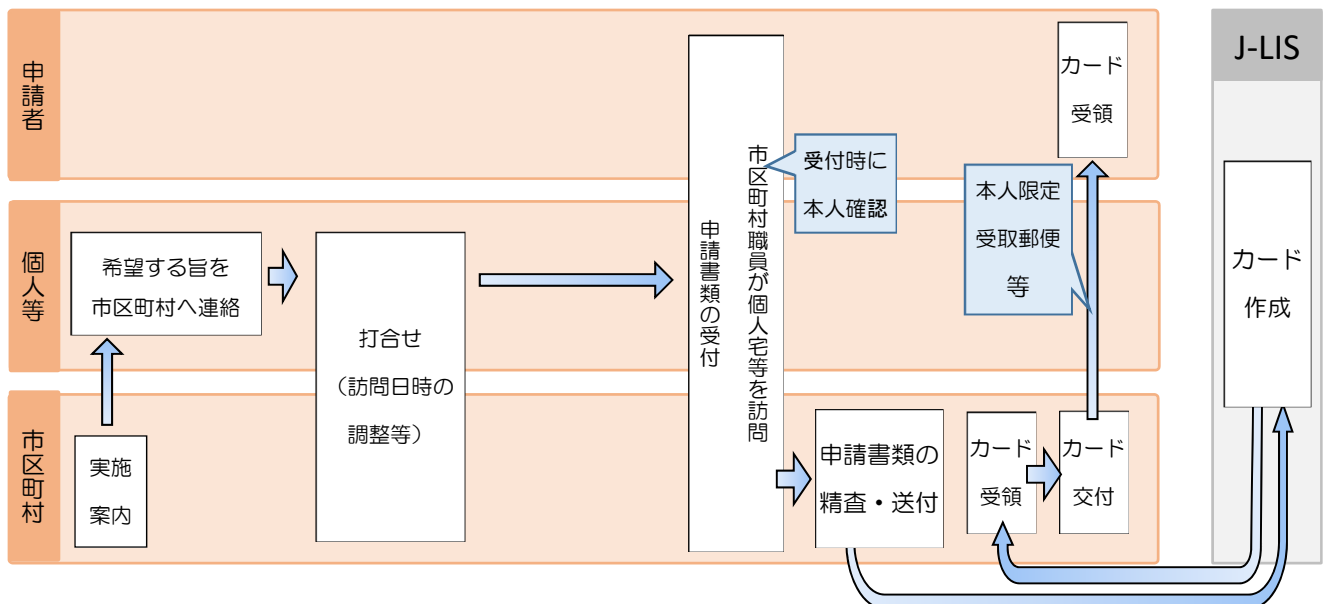 申請者
個人等
市区町村
実施
案内
希望する旨を
市区町村へ連絡
打合せ
（訪問日時の
調整等）
市区町村職員が個人宅等を訪問
申請書類の受付
受付時に
本人確認
申請書類の
精査・送付
カード
受領
カード
交付
本人限定
受取郵便
等
カード
受領
J-LIS
カード
作成